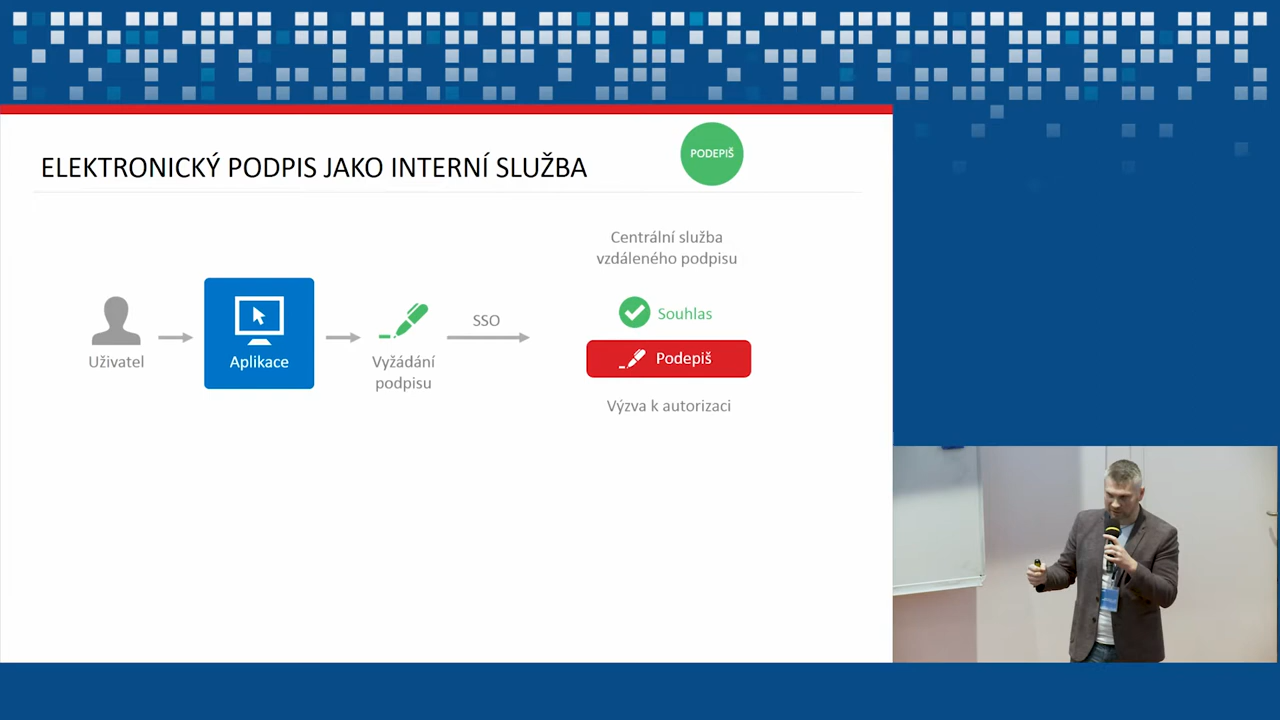 ELEKTRONICKÝ PODPIS JAKO INTERNÍ SLUŽBA
PODEPIŠ
Centrální služba
vzdáleného podpisu
Uživatel
Aplikace
Vyžádání
podpisu
SSO
Souhlas
Podepiš
Výzva k autorizaci